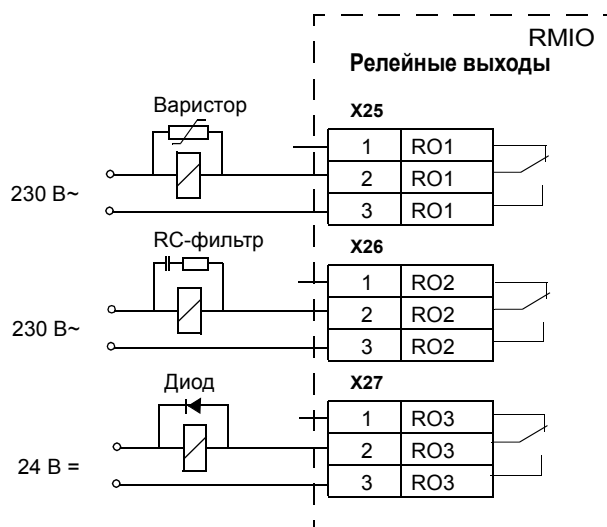 RMIO
Релейные выходы
Варистор
X25
1 RO1
2 RO1
3 RO1
230 В~
RC-фильтр
X26
1 RO2
2 RO2
3 RO2
230 В~
Диод
X27
1 RO3
2 RO3
3 RO3
24 В =